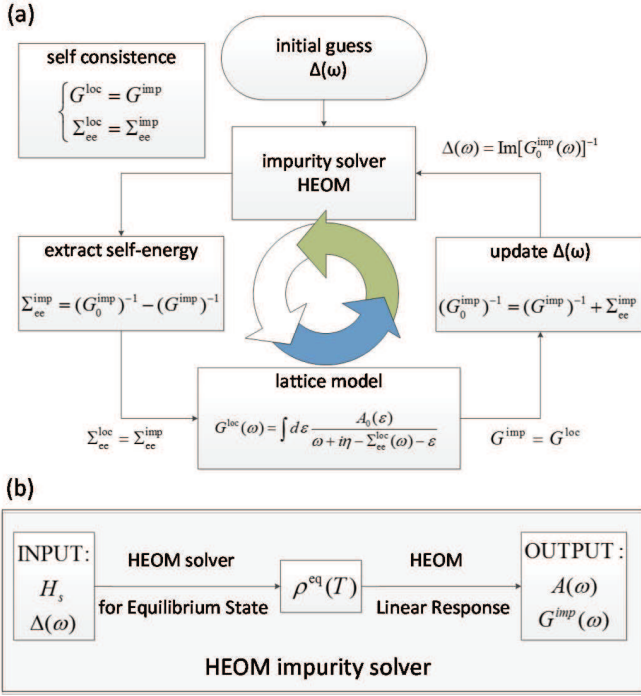 (a)
self consistence
G^loc = G^imp
Σ_ee^loc = Σ_ee^imp
initial guess
Δ(ω)
impurity solver
HEOM
Δ(ω) = Im[G_0^imp(ω)]^-1
extract self-energy
Σ_ee^imp = (G_0^imp)^-1 − (G^imp)^-1
update Δ(ω)
(G_0^imp)^-1 = (G^imp)^-1 + Σ_ee^imp
lattice model
G^loc(ω) = ∫ dε A_0(ε) / (ω + iη − Σ_ee^loc(ω) − ε)
Σ_ee^loc = Σ_ee^imp
G^imp = G^loc
(b)
INPUT:
H_s
Δ(ω)
HEOM solver
for Equilibrium State
ρ^eq(T)
HEOM
Linear Response
OUTPUT:
A(ω)
G^imp(ω)
HEOM impurity solver